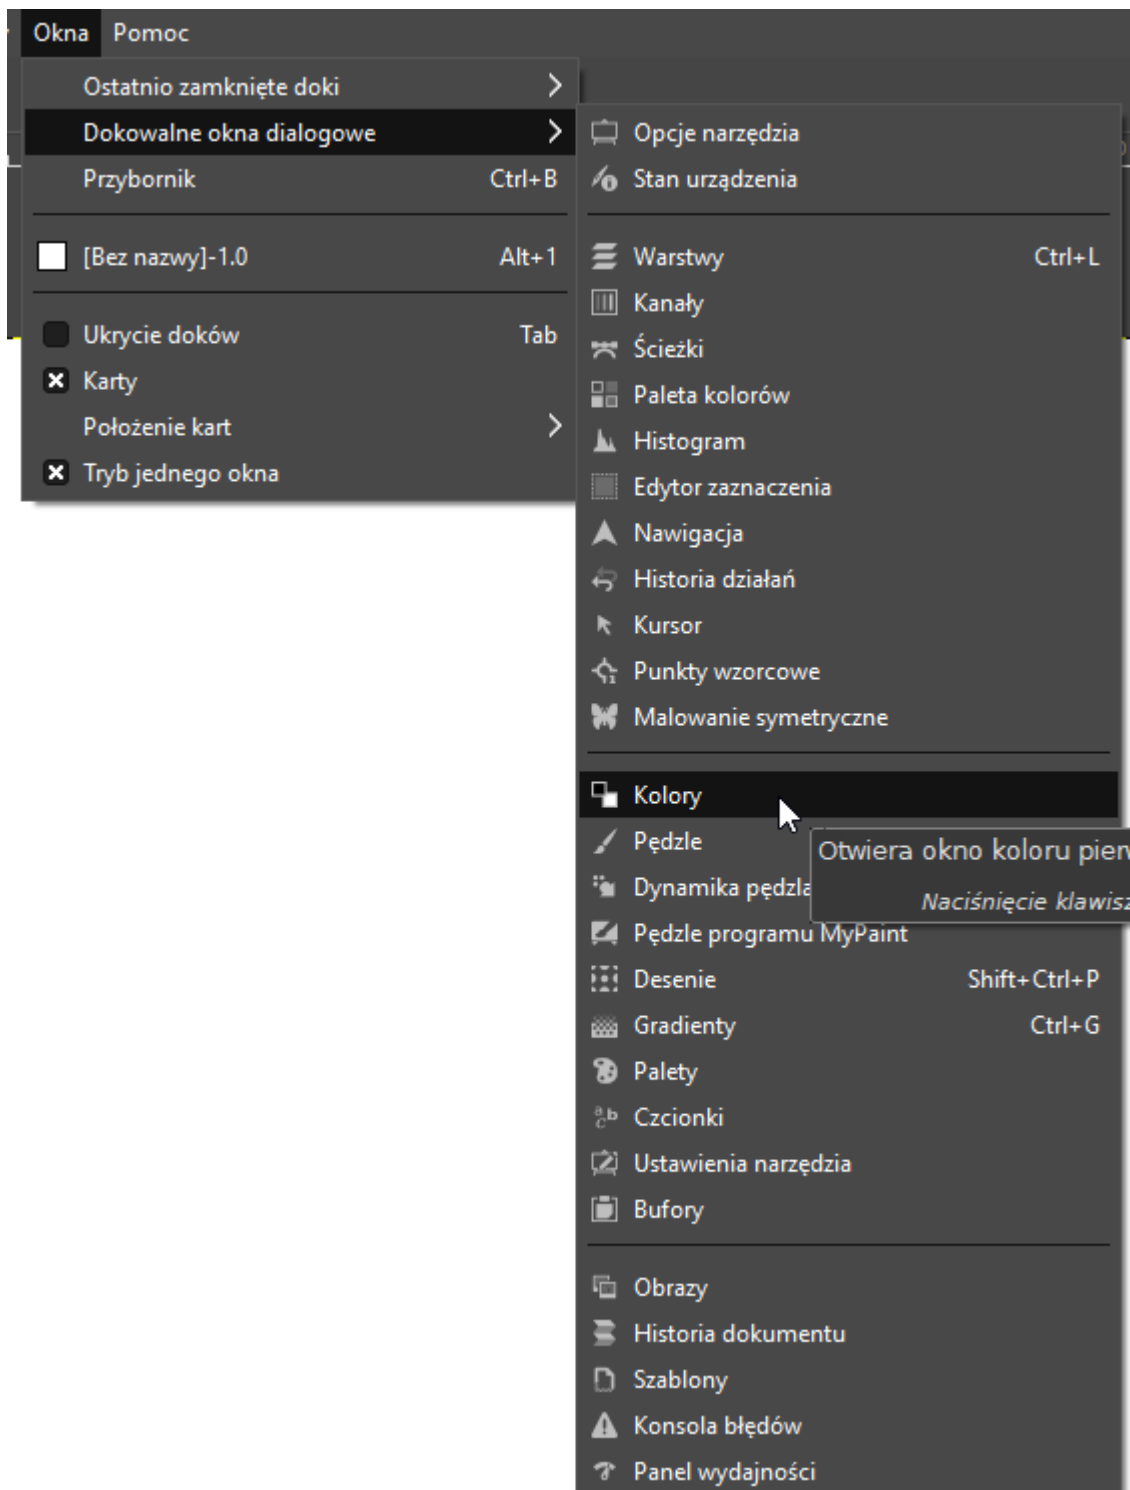 Okna Pomoc
Ostatnio zamknięte doki
Dokowalne okna dialogowe
Przybornik Ctrl+B
[Bez nazwy]-1.0 Alt+1
Ukrycie doków Tab
Karty
Położenie kart
Tryb jednego okna
Opcje narzędzia
Stan urządzenia
Warstwy Ctrl+L
Kanały
Ścieżki
Paleta kolorów
Histogram
Edytor zaznaczenia
Nawigacja
Historia działań
Kursor
Punkty wzorcowe
Malowanie symetryczne
Kolory
Pędzle
Otwiera okno koloru
Dynamika pędzla
Naciśnięcie
Pędzle programu MyPaint
Desenie Shift+Ctrl+P
Gradienty Ctrl+G
Palety
Czcionki
Ustawienia narzędzia
Bufory
Obrazy
Historia dokumentu
Szablony
Konsola błędów
Panel wydajności